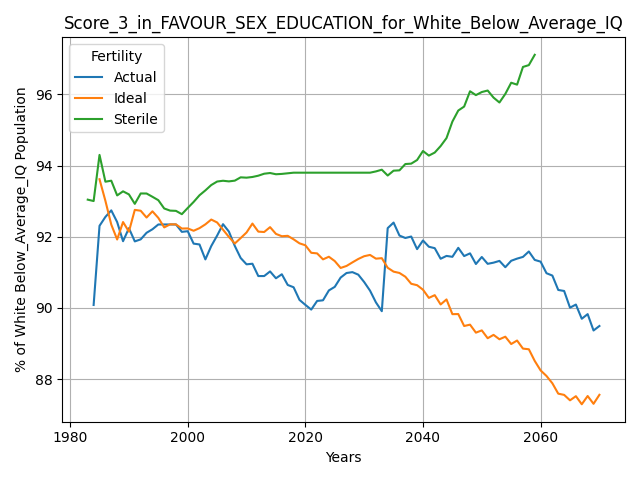 Score_3_in_FAVOUR_SEX_EDUCATION_for_White_Below_Average_IQ
Fertility
Actual
Ideal
Sterile
% of White Below_Average_IQ Population
96
94
92
90
88
1980
2000
2020
2040
2060
Years